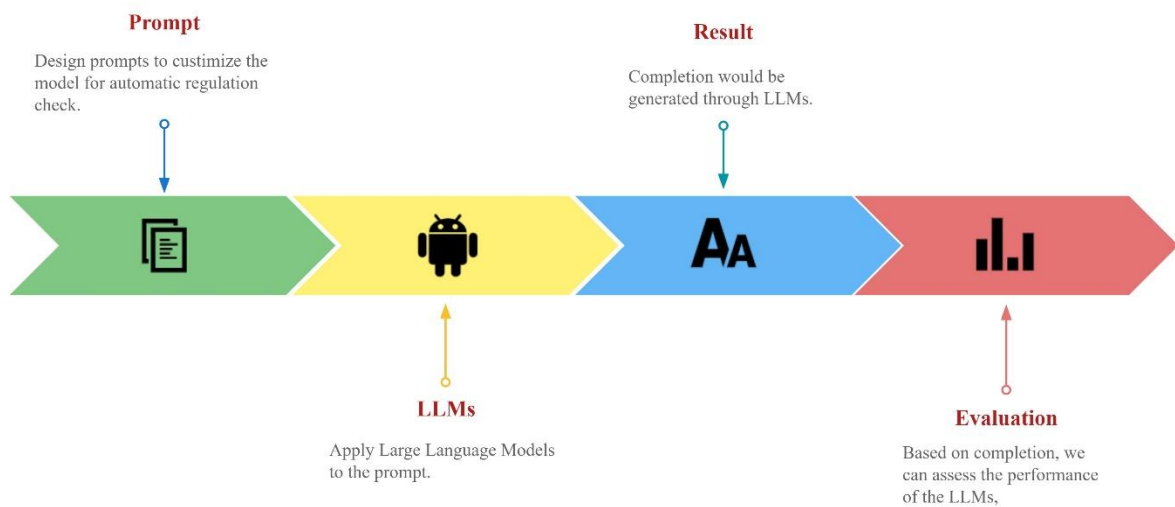 Prompt
Design prompts to custimize the
model for automatic regulation
check.
Result
Completion would be
generated through LLMs.
AA
LLMs
Apply Large Language Models
to the prompt.
Evaluation
Based on completion, we
can assess the performance
of the LLMs,